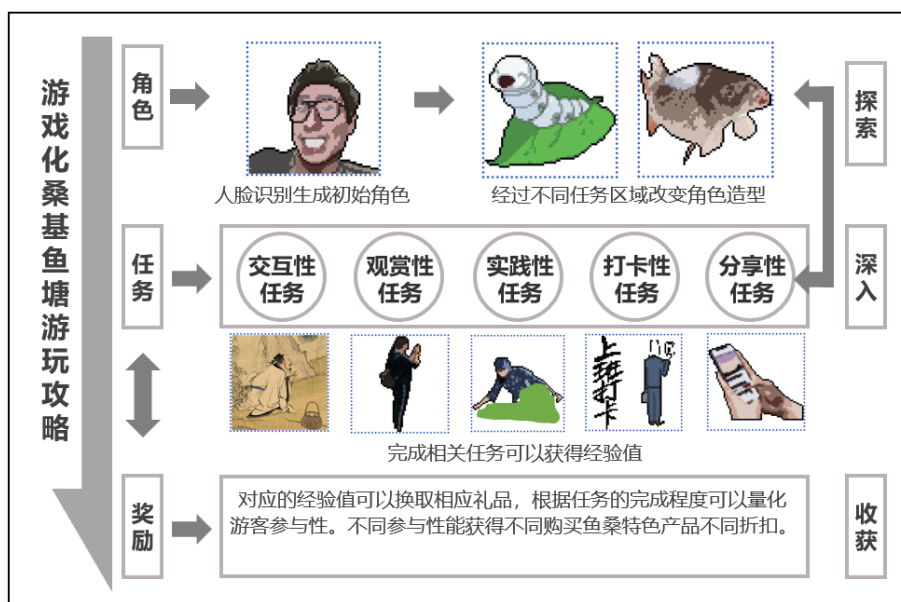 游戏化桑基鱼塘游玩攻略
角色
探索
人脸识别生成初始角色
经过不同任务区域改变角色造型
任务
交互性
任务
观赏性
任务
实践性
任务
打卡性
任务
分享性
任务
深入
上班打卡
完成相关任务可以获得经验值
奖励
对应的经验值可以换取相应礼品，根据任务的完成程度可以量化
游客参与性。不同参与性能获得不同购买鱼桑特色产品不同折扣。
收获